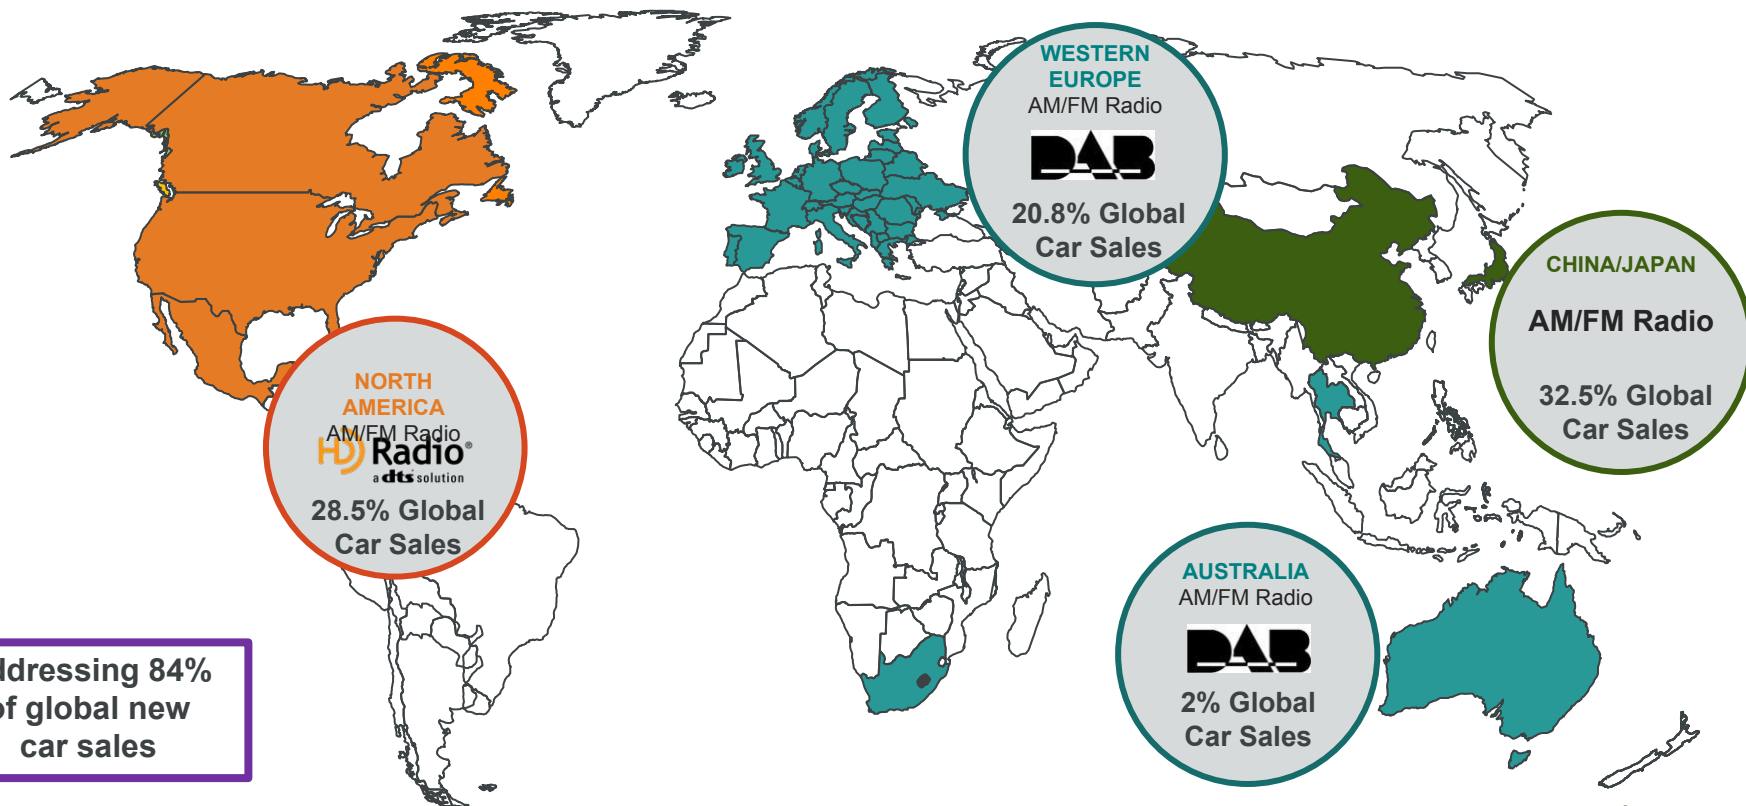 WESTERN
EUROPE
AM/FM Radio
DAB
20.8% Global
Car Sales
CHINA/JAPAN
AM/FM Radio
32.5% Global
Car Sales
NORTH
AMERICA
AM/FM Radio
HD Radio®
a dts solution
28.5% Global
Car Sales
AUSTRALIA
AM/FM Radio
DAB
2% Global
Car Sales
ddressing 84%
of global new
car sales